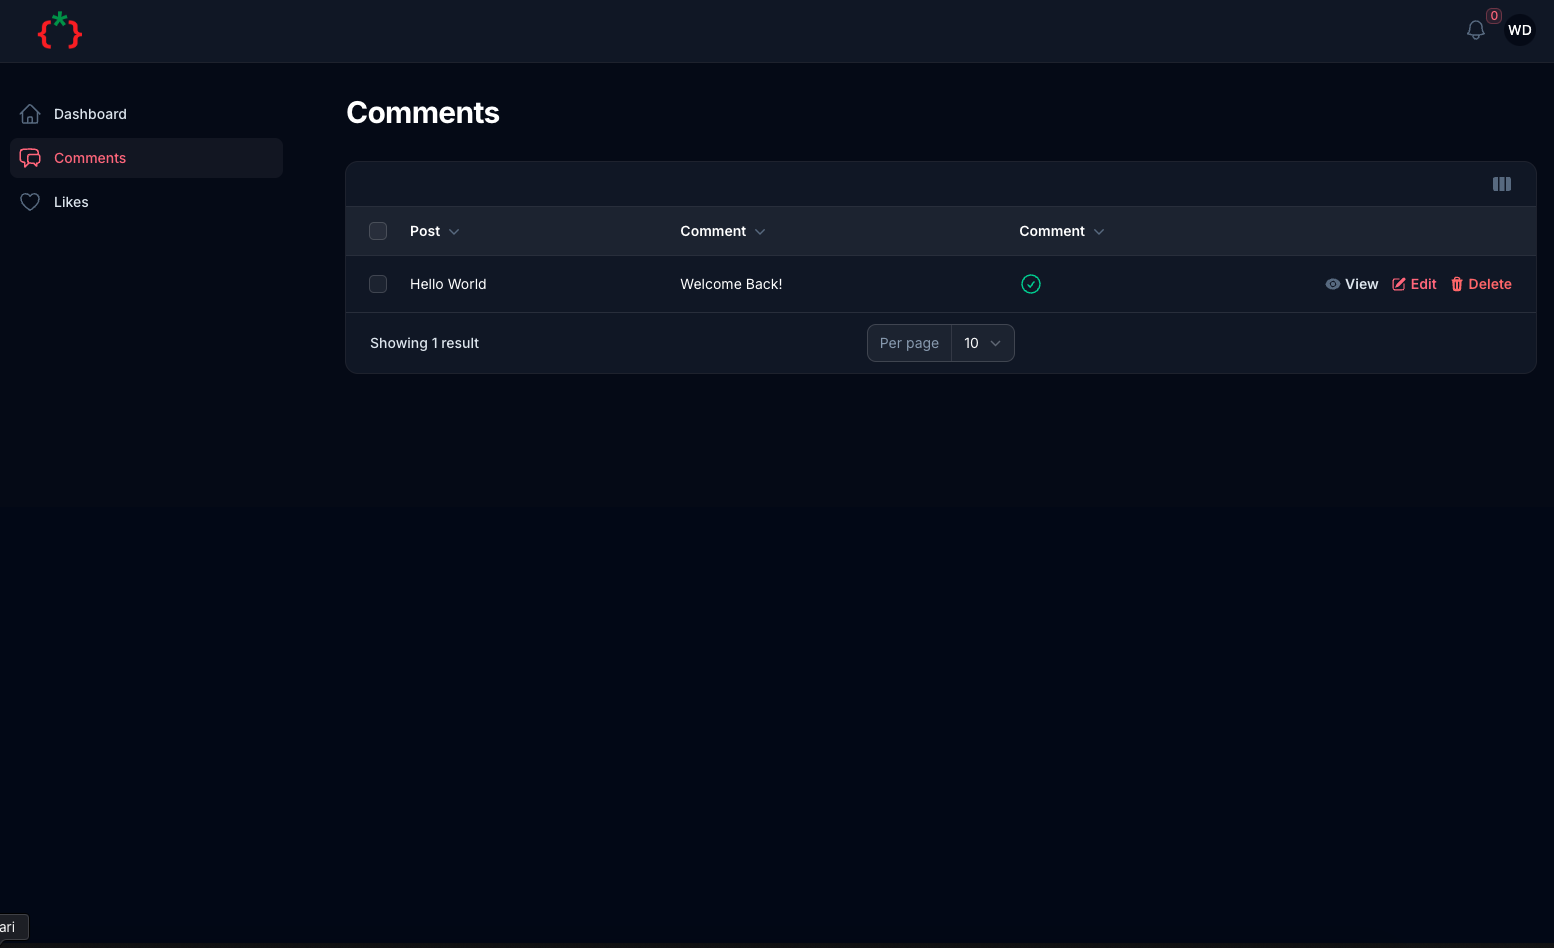 0
WD
Dashboard
Comments
Likes
Comments
Post Comment Comment
Hello World Welcome Back! View Edit Delete
Showing 1 result Per page 10
ari